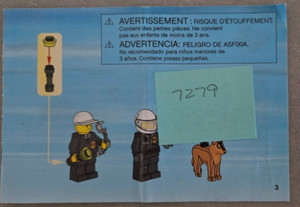 AVERTISSEMENT : RISQUE D'ÉTOUFFEMENT.
Contient des petites pièces. Ne convient
pas aux enfants de moins de 3 ans.
ADVERTENCIA: PELIGRO DE ASFIXIA.
No recomendado para niños menores de
3 años. Contiene piezas pequeñas.
7279
3